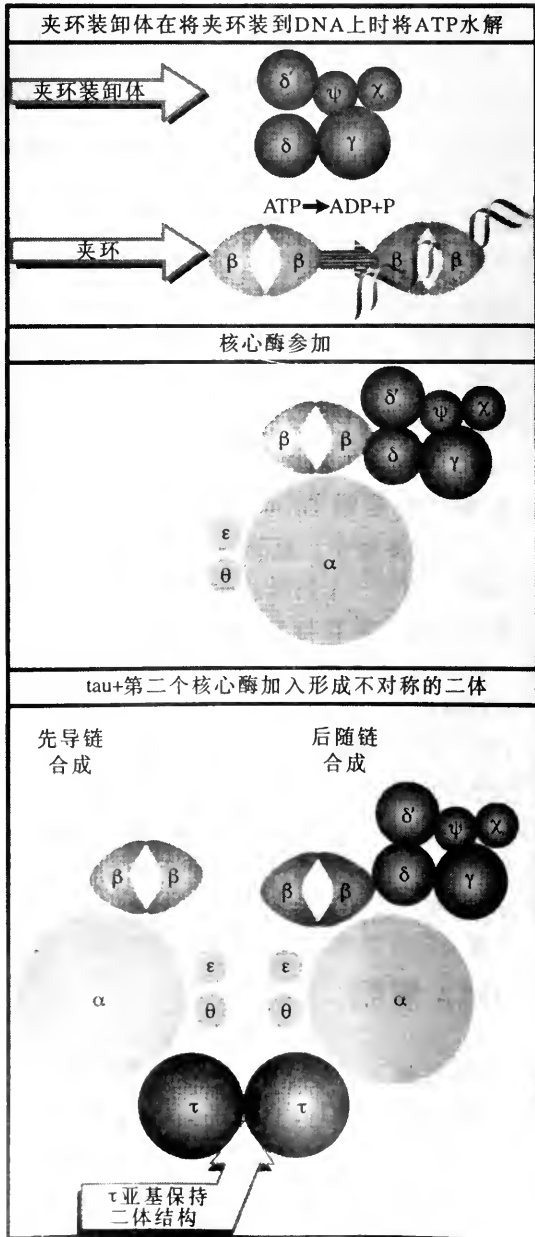 夹环装卸体在将夹环装到DNA上时将ATP水解
夹环装卸体
δ' ψ χ
δ γ
ATP→ADP+P
夹环
β β β β
核心酶参加
δ' ψ χ
β β δ γ
ε
θ α
tau+第二个核心酶加入形成不对称的二体
先导链 后随链
合成 合成
δ' ψ χ
β β β β δ γ
ε ε
α θ θ α
τ τ
τ亚基保持
二体结构